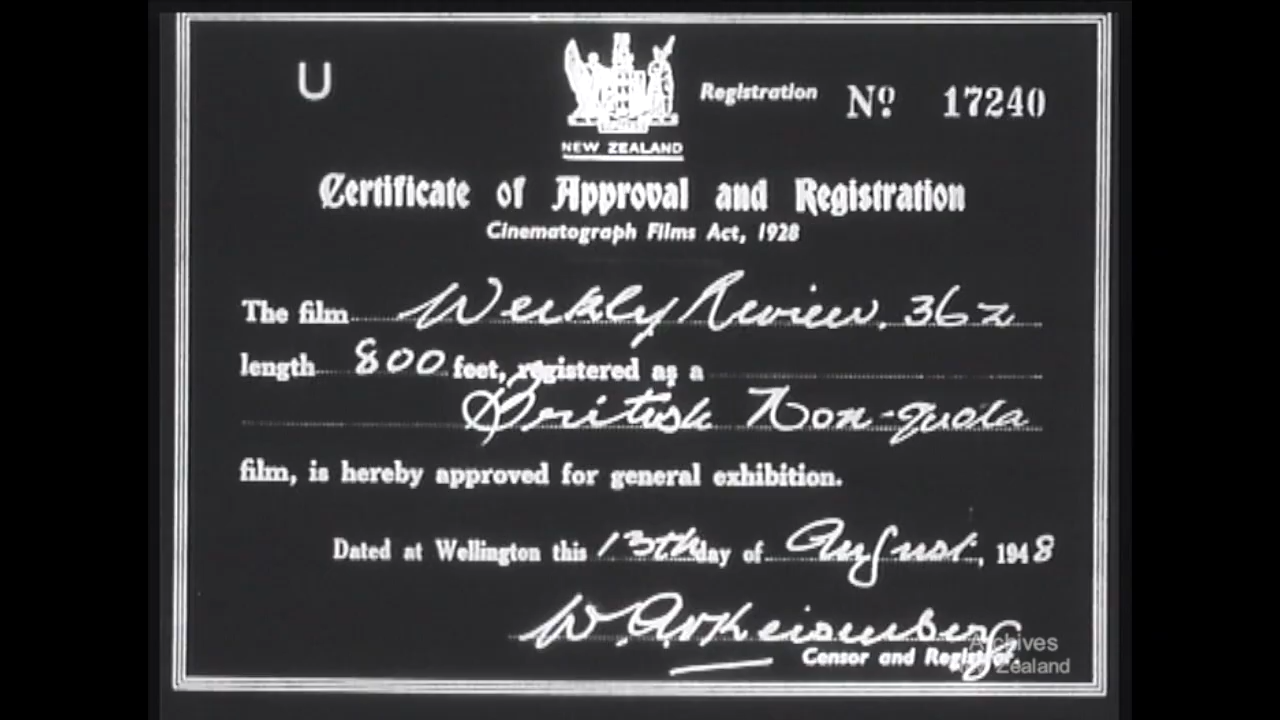 U
Registration Nº 17240
NEW ZEALAND
Certificate of Approval and Registration
Cinematograph Films Act, 1928
The film Weekly Review. 362
length 800 feet, registered as a
British Non-quota
film, is hereby approved for general exhibition.
Dated at Wellington this 13th day of August, 1948
W.
Censor and Registrar.
Archives
Zealand